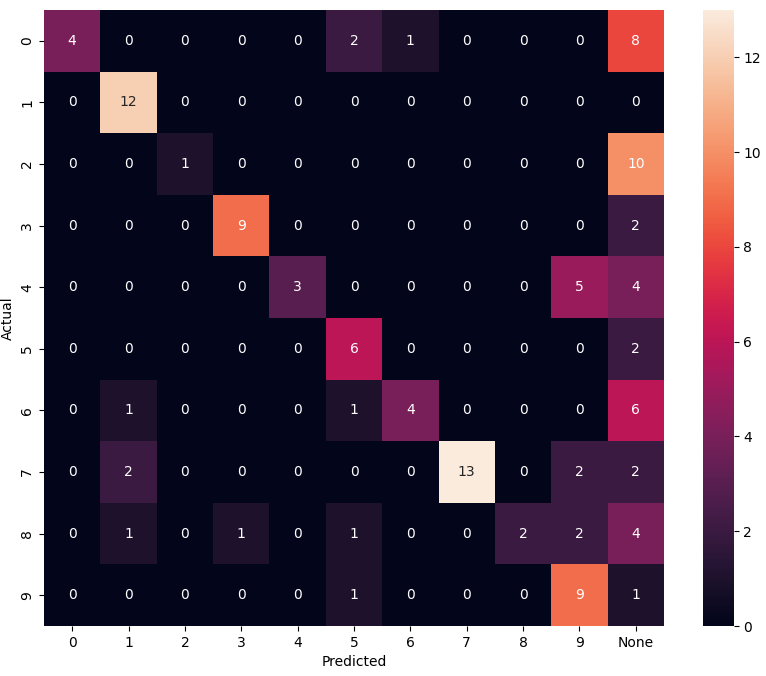 0 4 0 0 0 0 2 1 0 0 0 8
1 0 12 0 0 0 0 0 0 0 0 0
2 0 0 1 0 0 0 0 0 0 0 10
3 0 0 0 9 0 0 0 0 0 0 2
4 0 0 0 0 3 0 0 0 0 5 4
5 0 0 0 0 0 6 0 0 0 0 2
6 0 1 0 0 0 1 4 0 0 0 6
7 0 2 0 0 0 0 0 13 0 2 2
8 0 1 0 1 0 1 0 0 2 2 4
9 0 0 0 0 0 1 0 0 0 9 1
0 1 2 3 4 5 6 7 8 9 None
Predicted
Actual
12
10
8
6
4
2
0